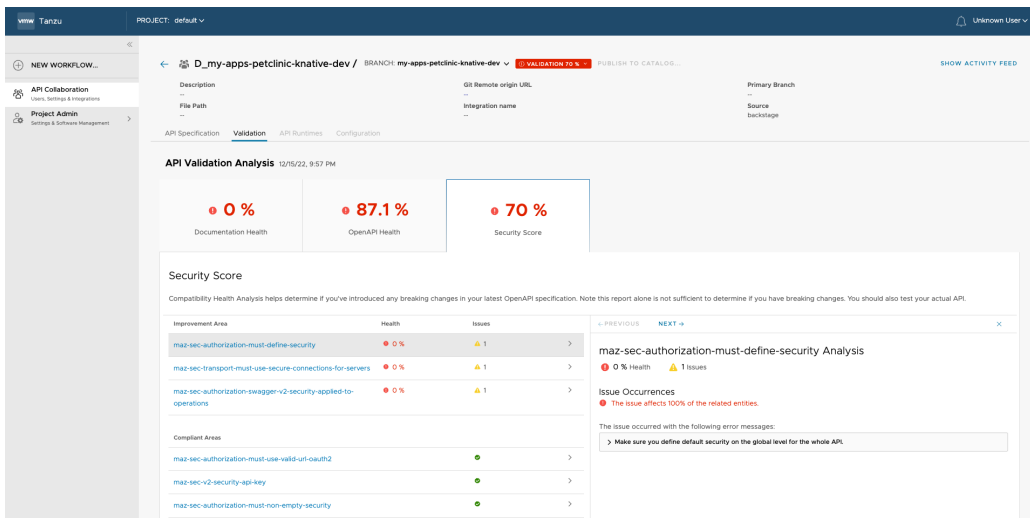 vmw Tanzu
PROJECT: default
Unknown User
NEW WORKFLOW...
API Collaboration
Users, Settings & Integrations
Project Admin
Settings & Software Management
D_my-apps-petclinic-knative-dev / BRANCH: my-apps-petclinic-knative-dev VALIDATION 70 % PUBLISH TO CATALOG...
SHOW ACTIVITY FEED
Description Git Remote origin URL Primary Branch
-- -- --
File Path Integration name Source
-- -- backstage
API Specification Validation API Runtimes Configuration
API Validation Analysis 12/15/22, 9:57 PM
0 % 87.1 % 70 %
Documentation Health OpenAPI Health Security Score
Security Score
Compatibility Health Analysis helps determine if you've introduced any breaking changes in your latest OpenAPI specification. Note this report alone is not sufficient to determine if you have breaking changes. You should also test your actual API.
Improvement Area Health Issues
maz-sec-authorization-must-define-security 0 % 1
maz-sec-transport-must-use-secure-connections-for-servers 0 % 1
maz-sec-authorization-swagger-v2-security-applied-to- 0 % 1
operations
Compliant Areas
maz-sec-authorization-must-use-valid-url-oauth2
maz-sec-v2-security-api-key
maz-sec-authorization-must-non-empty-security
←PREVIOUS NEXT→
maz-sec-authorization-must-define-security Analysis
0 % Health 1 Issues
Issue Occurrences
The issue affects 100% of the related entities.
The issue occurred with the following error messages:
Make sure you define default security on the global level for the whole API.